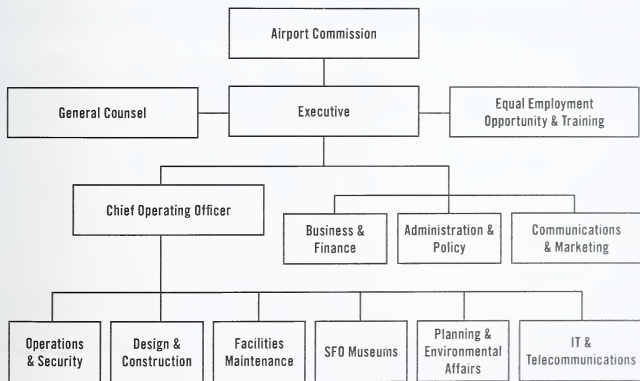 Airport Commission
General Counsel
Executive
Equal Employment
Opportunity & Training
Chief Operating Officer
Business &
Finance
Administration &
Policy
Communications
& Marketing
Operations
& Security
Design &
Construction
Facilities
Maintenance
SFO Museums
Planning &
Environmental
Affairs
IT &
Telecommunications